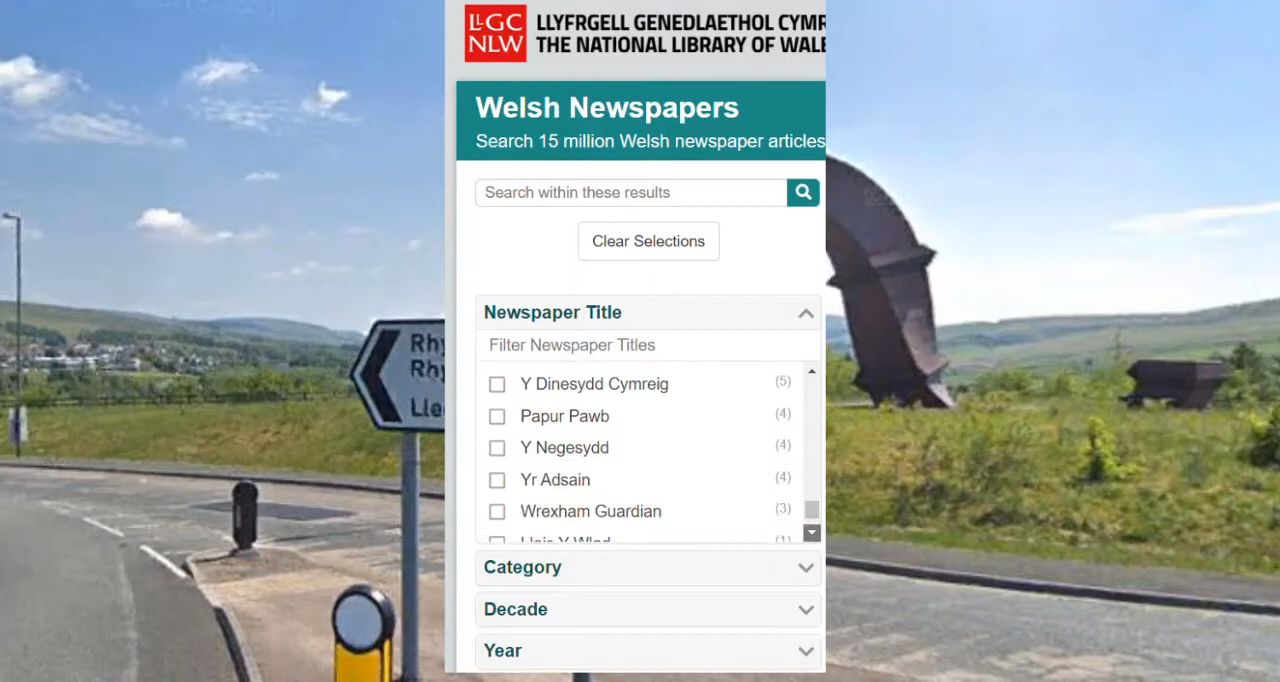 LLGC
NLW
LLYFRGELL GENEDLAETHOL CYMR
THE NATIONAL LIBRARY OF WALE
Welsh Newspapers
Search 15 million Welsh newspaper articles
Search within these results
Clear Selections
Newspaper Title
Filter Newspaper Titles
Y Dinesydd Cymreig (5)
Papur Pawb (4)
Y Negesydd (4)
Yr Adsain (4)
Wrexham Guardian (3)
Category
Decade
Year
Rhy
Rhy
Lle